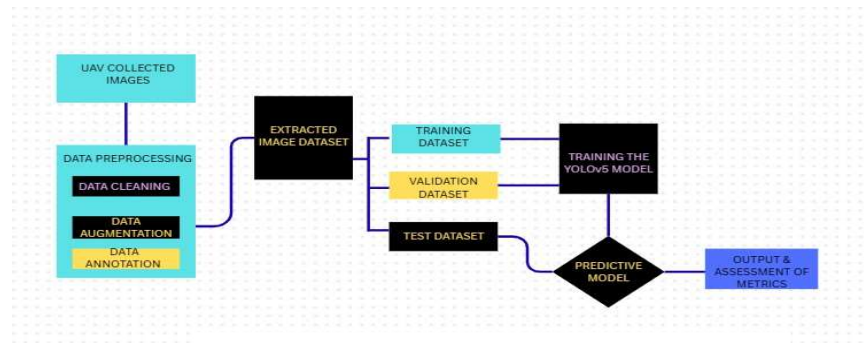 UAV COLLECTED
IMAGES
DATA PREPROCESSING
DATA CLEANING
DATA
AUGMENTATION
DATA
ANNOTATION
EXTRACTED
IMAGE DATASET
TRAINING
DATASET
VALIDATION
DATASET
TEST DATASET
TRAINING THE
YOLOv5 MODEL
PREDICTIVE
MODEL
OUTPUT &
ASSESSMENT OF
METRICS